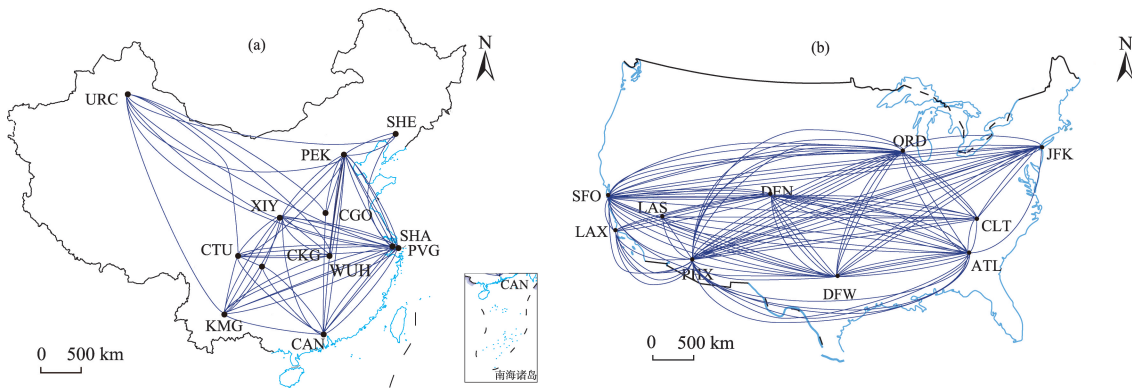 (a)
N
URC
SHE
PEK
XIY
CGO
SHA
CTU
CKG
PVG
WUH
KMG
CAN
0 500 km
CAN
南海诸岛
(b)
N
ORD
JFK
SFO
DEN
LAS
LAX
CLT
PHX
ATL
DFW
0 500 km